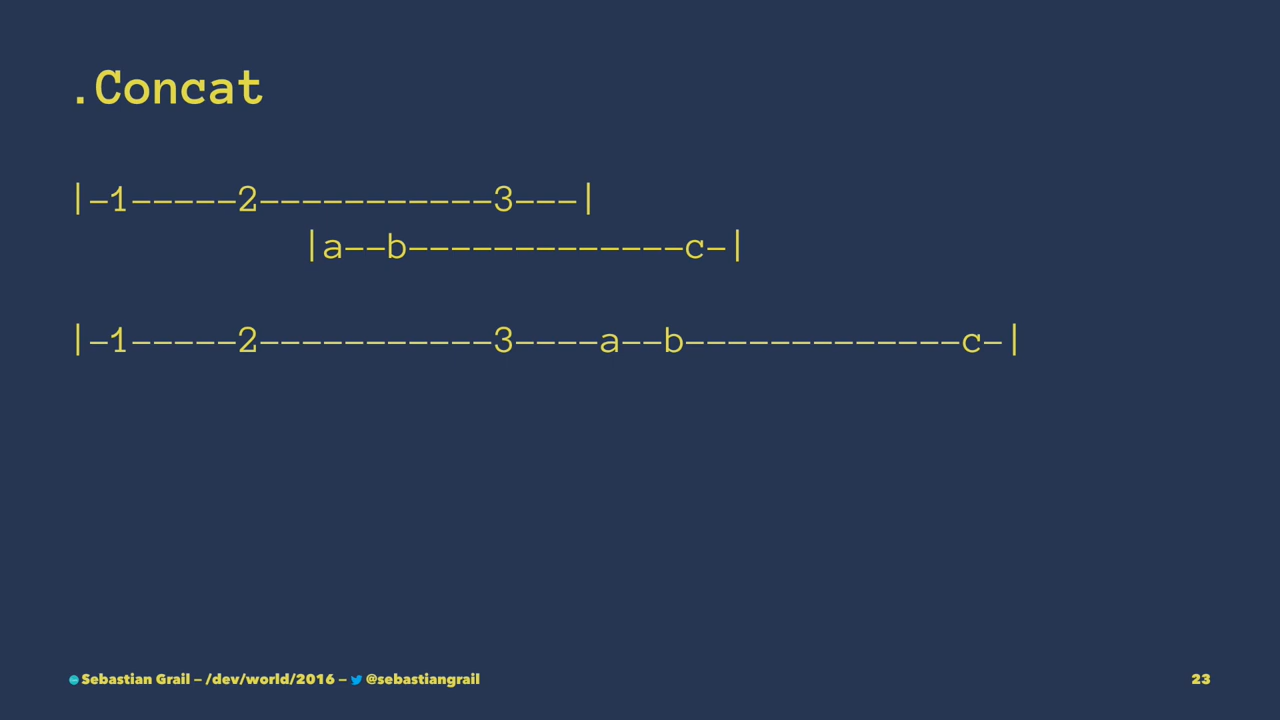 .Concat
|-1-----2-----------3---|
           |a--b-------------c-|
|-1-----2-----------3----a--b-------------c-|
Sebastian Grail – /dev/world/2016 – @sebastiangrail
23